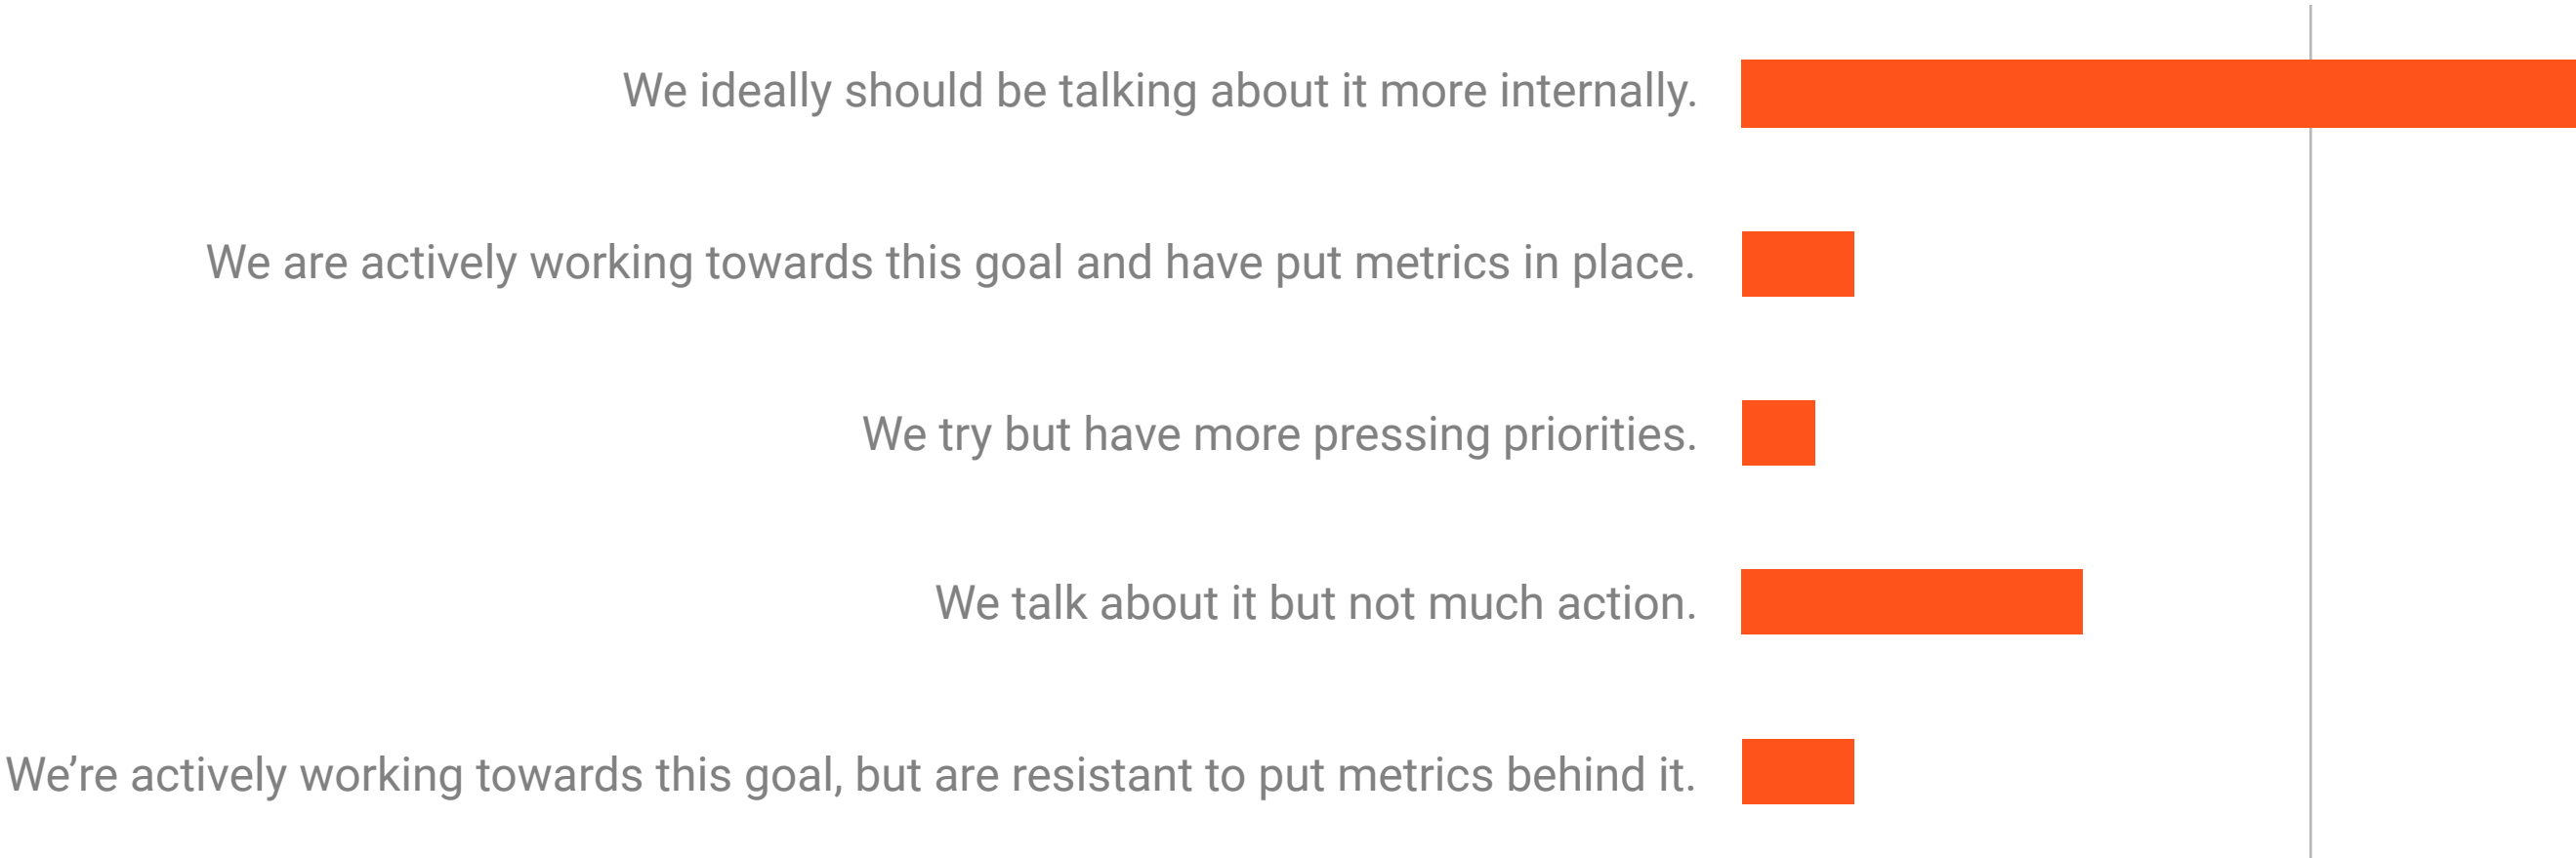 We ideally should be talking about it more internally.
We are actively working towards this goal and have put metrics in place.
We try but have more pressing priorities.
We talk about it but not much action.
We’re actively working towards this goal, but are resistant to put metrics behind it.